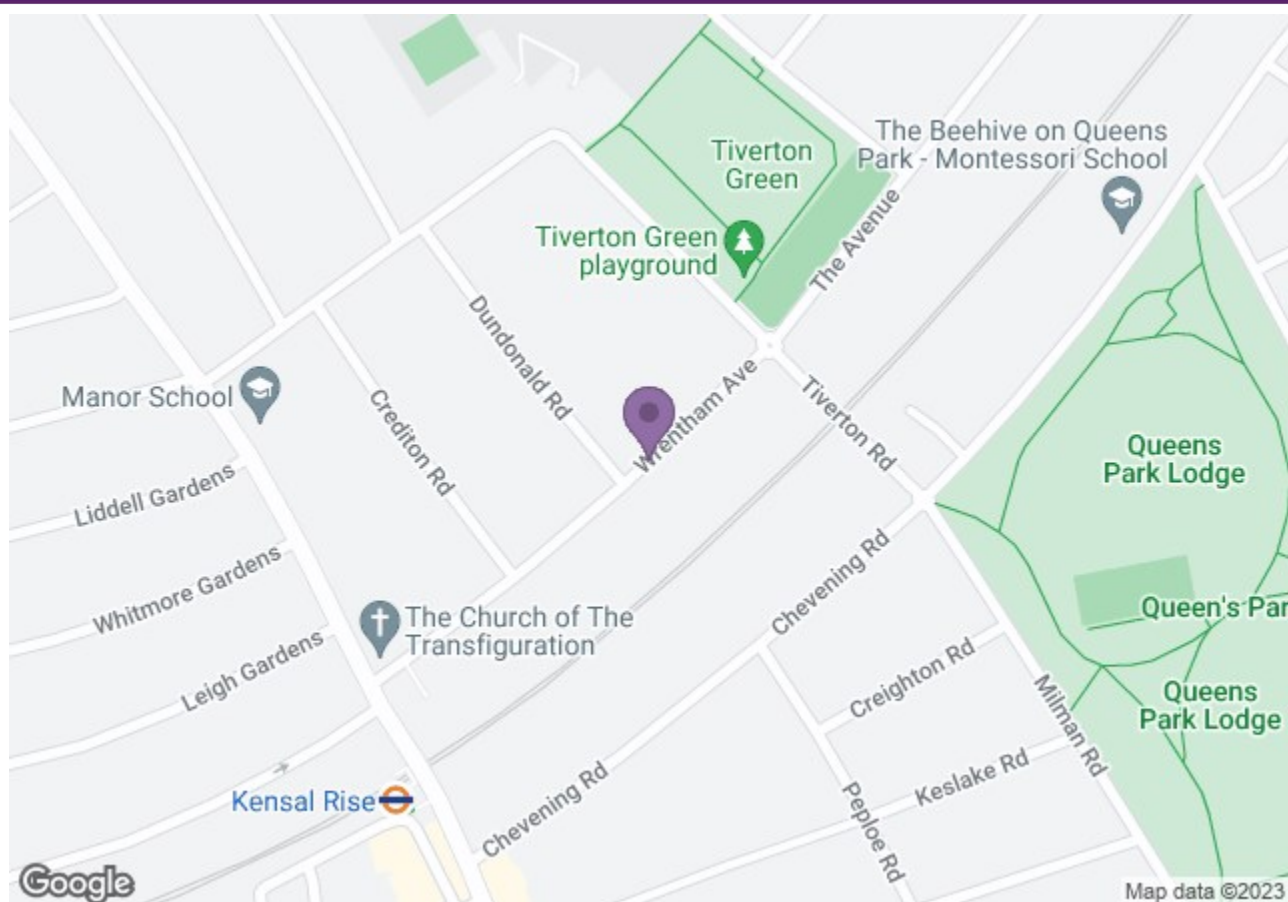 The Beehive on Queens
Park - Montessori School
Tiverton
Green
Tiverton Green
playground
The Avenue
Dundonald Rd
Manor School
Crediton Rd
Wrentham Ave
Tiverton Rd
Queens
Park Lodge
Liddell Gardens
Whitmore Gardens
Chevening Rd
The Church of The
Transfiguration
Queen's Par
Leigh Gardens
Creighton Rd
Milman Rd
Queens
Park Lodge
Kensal Rise
Chevening Rd
Keslake Rd
Peploe Rd
Google
Map data ©2023